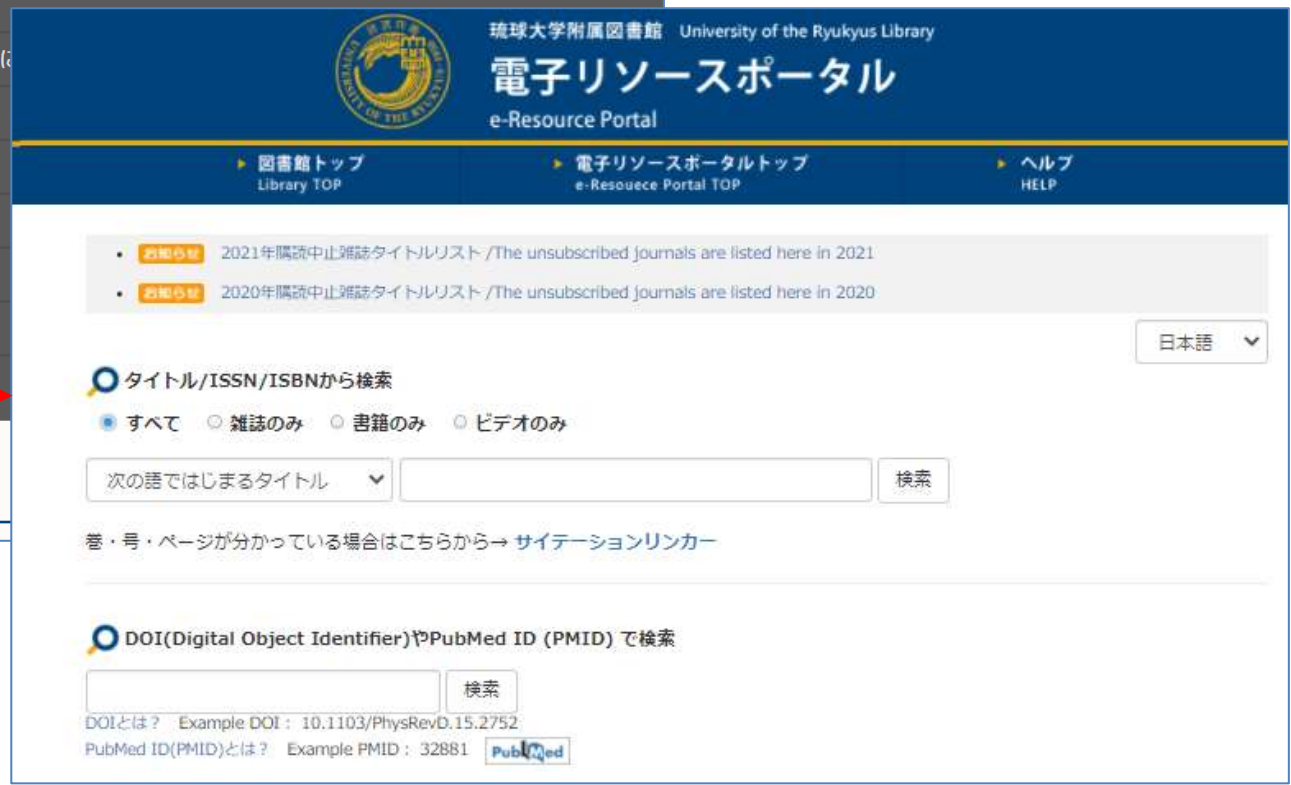 琉球大学附属図書館 University of the Ryukyus Library
電子リソースポータル
e-Resource Portal
図書館トップ
Library TOP
電子リソースポータルトップ
e-Resouece Portal TOP
ヘルプ
HELP
お知らせ 2021年購読中止雑誌タイトルリスト /The unsubscribed journals are listed here in 2021
お知らせ 2020年購読中止雑誌タイトルリスト /The unsubscribed journals are listed here in 2020
日本語
タイトル/ISSN/ISBNから検索
すべて 雑誌のみ 書籍のみ ビデオのみ
次の語ではじまるタイトル 検索
巻・号・ページが分かっている場合はこちらから→ サイテーションリンカー
DOI(Digital Object Identifier)やPubMed ID (PMID) で検索
検索
DOIとは? Example DOI : 10.1103/PhysRevD.15.2752
PubMed ID(PMID)とは? Example PMID : 32881 PubMed